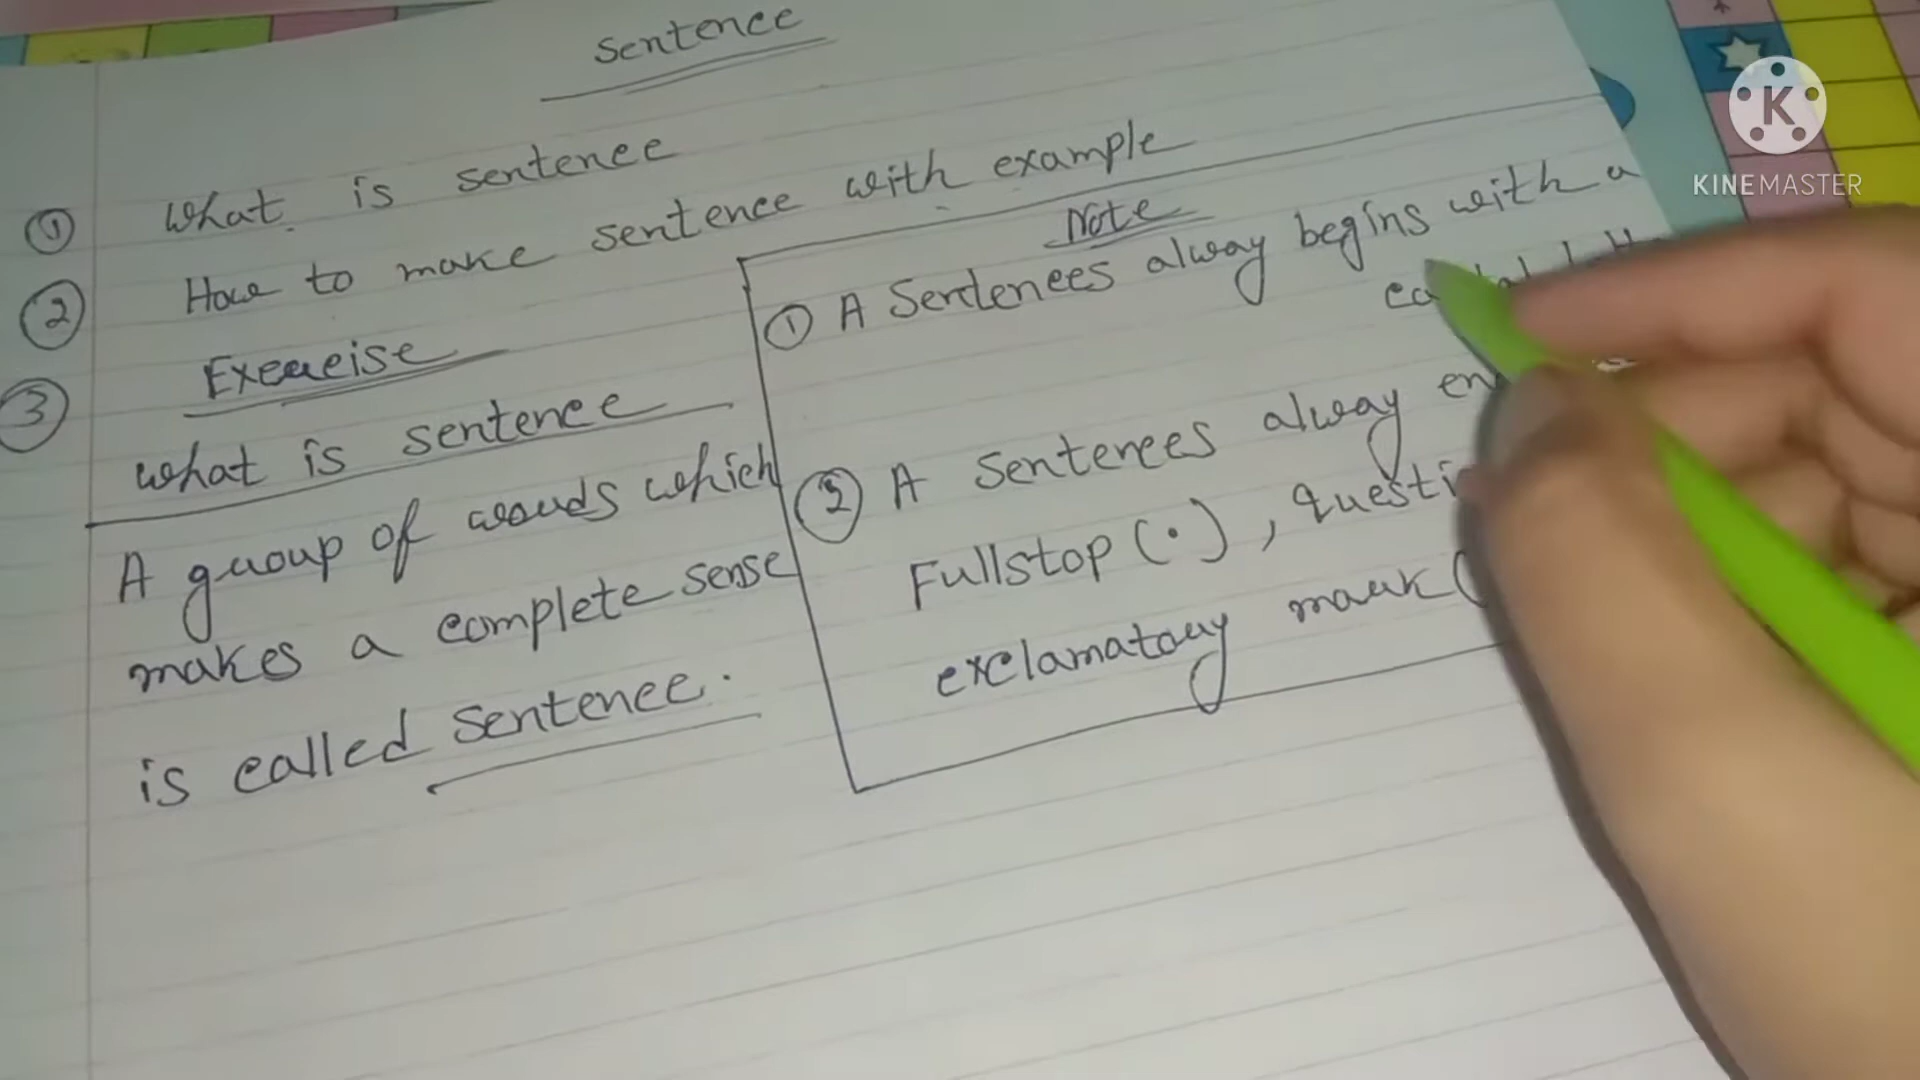 Sentence
① What is sentence
② How to make sentence with example
③ Exercise
What is sentence
A group of words which
makes a complete sense
is called Sentence.
Note
① A Sentences alway begins with a
② A sentences alway
Fullstop (.) ,
exclamatory mark (
K
KINEMASTER